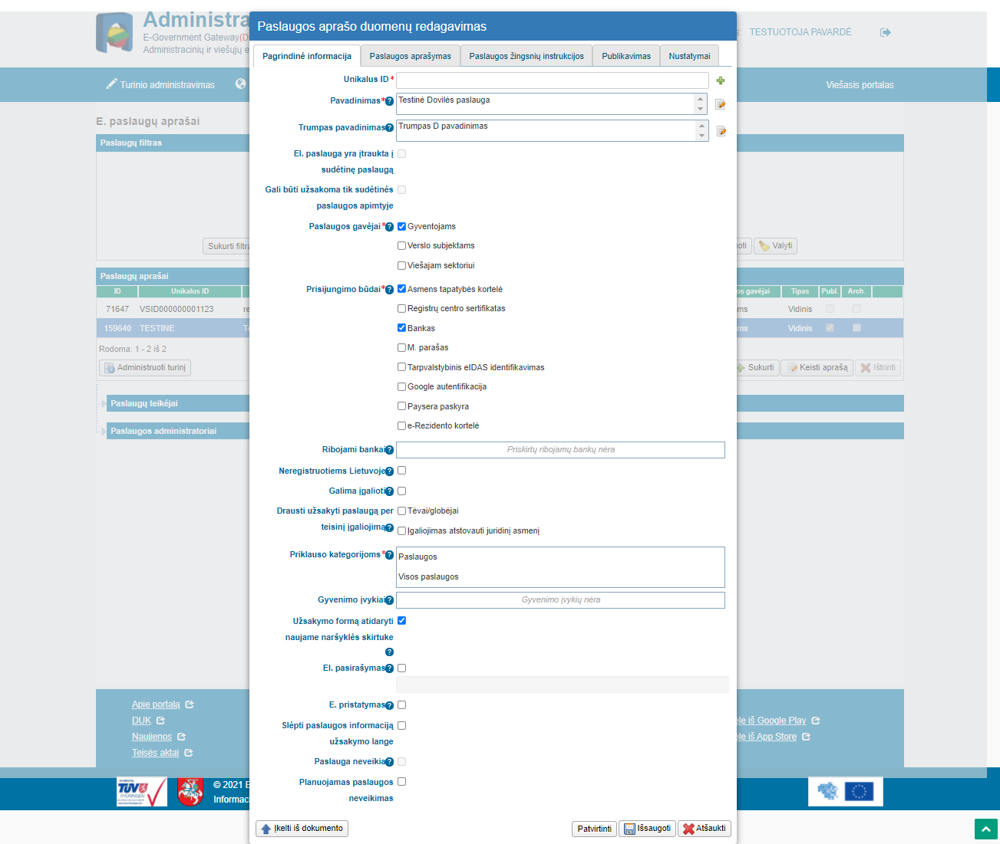 Administra
E-Government Gateway(D
Administracinių ir viešųjų e
s: TESTUOTOJA PAVARDĖ
Turinio administravimas
Viešasis portalas
E. paslaugų aprašai
Paslaugų filtras
Sukurti filtra
uoti
Valyti
Paslaugų aprašai
ID Unikalus ID os gavėjai Tipas Publ. Arch.
71647 VSID000000001123 re ms Vidinis
159640 TESTINE Te ms Vidinis
Rodoma: 1 - 2 iš 2
Administruoti turinį
Sukurti Keisti aprašą Ištrinti
Paslaugų teikėjai
Paslaugos administratoriai
Paslaugos aprašo duomenų redagavimas
Pagrindinė informacija Paslaugos aprašymas Paslaugos žingsnių instrukcijos Publikavimas Nustatymai
Unikalus ID *
Pavadinimas*? Testinė Dovilės paslauga
Trumpas pavadinimas? Trumpas D pavadinimas
El. paslauga yra įtraukta į
sudėtinę paslaugą
Gali būti užsakoma tik sudėtinės
paslaugos apimtyje
Paslaugos gavėjai *? Gyventojams
Verslo subjektams
Viešajam sektoriui
Prisijungimo būdai*? Asmens tapatybės kortelė
Registrų centro sertifikatas
Bankas
M. parašas
Tarpvalstybinis eIDAS identifikavimas
Google autentifikacija
Paysera paskyra
e-Rezidento kortelė
Ribojami bankai? Priskirtų ribojamų bankų nėra
Neregistruotiems Lietuvoje?
Galima įgalioti?
Drausti užsakyti paslaugą per
teisinį įgaliojimą?
Tėvai/globėjai
Įgaliojimas atstovauti juridinį asmenį
Priklauso kategorijoms *? Paslaugos
Visos paslaugos
Gyvenimo įvykiai? Gyvenimo įvykių nėra
Užsakymo formą atidaryti
naujame naršyklės skirtuke
?
El. pasirašymas?
E. pristatymas?
Slėpti paslaugos informaciją
užsakymo lange
Paslauga neveikia?
Planuojamas paslaugos
neveikimas
Įkelti iš dokumento Patvirtinti Išsaugoti Atšaukti
Apie portalą
DUK
Naujienos
Teisės aktai
ėlę iš Google Play
ėlę iš App Store
TÜV
THÜRINGEN
© 2021 E
Informac